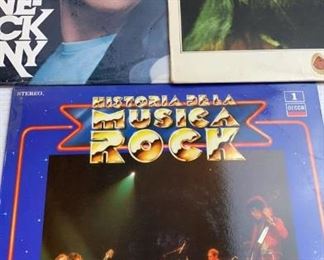 NE
CK
NY
STEREO.
HISTORIA DE LA
MUSICA
ROCK
1
DECCA